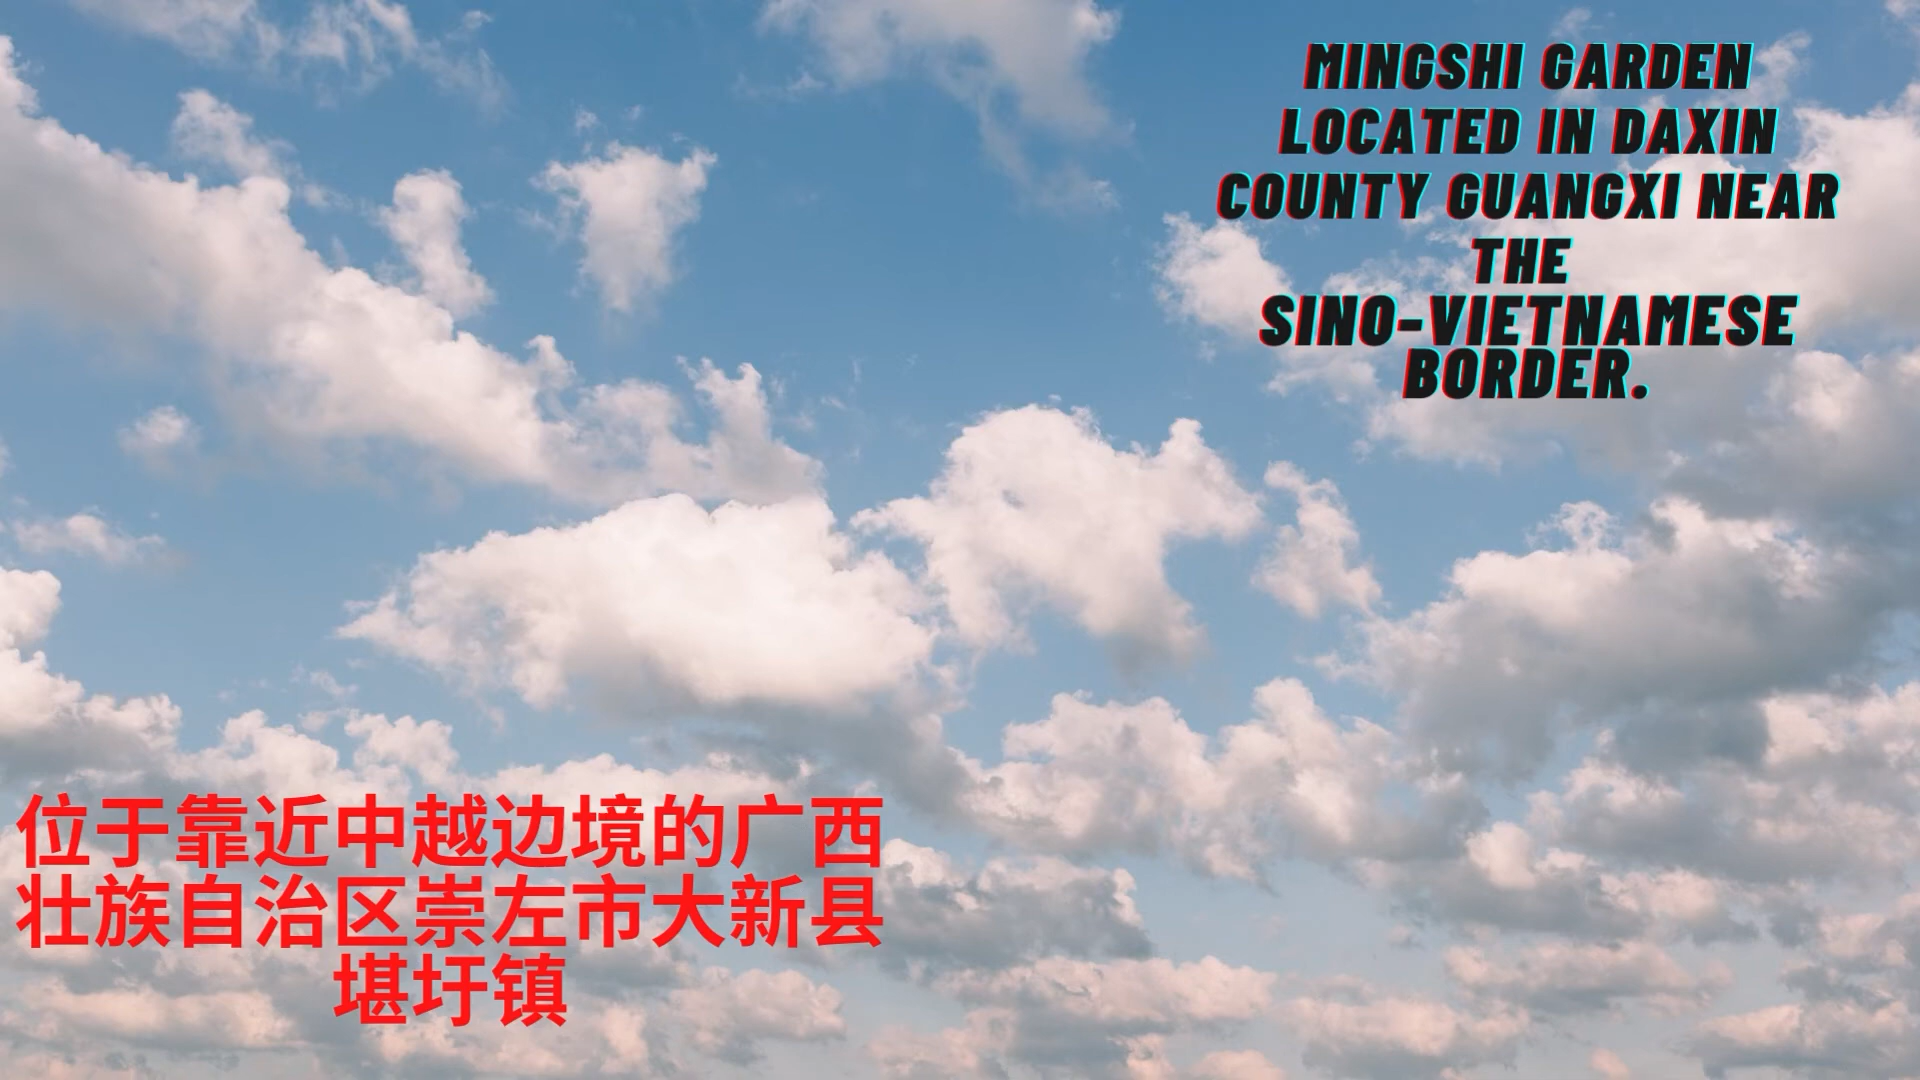 MINGSHI GARDEN
LOCATED IN DAXIN
COUNTY GUANGXI NEAR
THE
SINO-VIETNAMESE
BORDER.
位于靠近中越边境的广西
壮族自治区崇左市大新县
堪圩镇